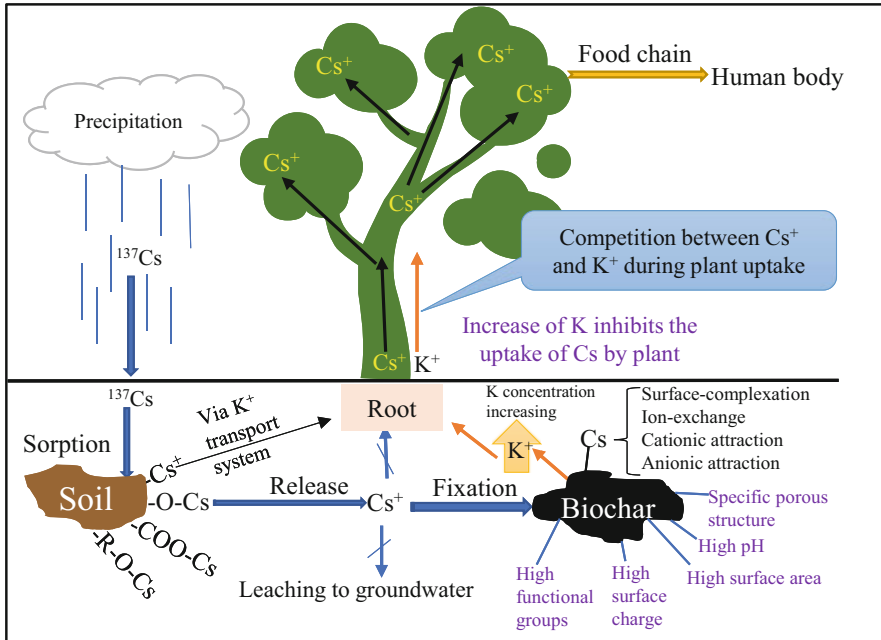 Precipitation
¹³⁷Cs
Cs⁺
Cs⁺
Cs⁺
Cs⁺
Cs⁺
Cs⁺
K⁺
Food chain
Human body
Competition between Cs⁺
and K⁺ during plant uptake
Increase of K inhibits the
uptake of Cs by plant
¹³⁷Cs
Sorption
Soil
-Cs±
Via K⁺
transport
system
-O-Cs
-COO-Cs
-R-O-Cs
Release
Root
Cs⁺
Leaching to groundwater
Fixation
K concentration
increasing
K⁺
Cs
Surface-complexation
Ion-exchange
Cationic attraction
Anionic attraction
Biochar
Specific porous
structure
High pH
High surface area
High
surface
charge
High
functional
groups